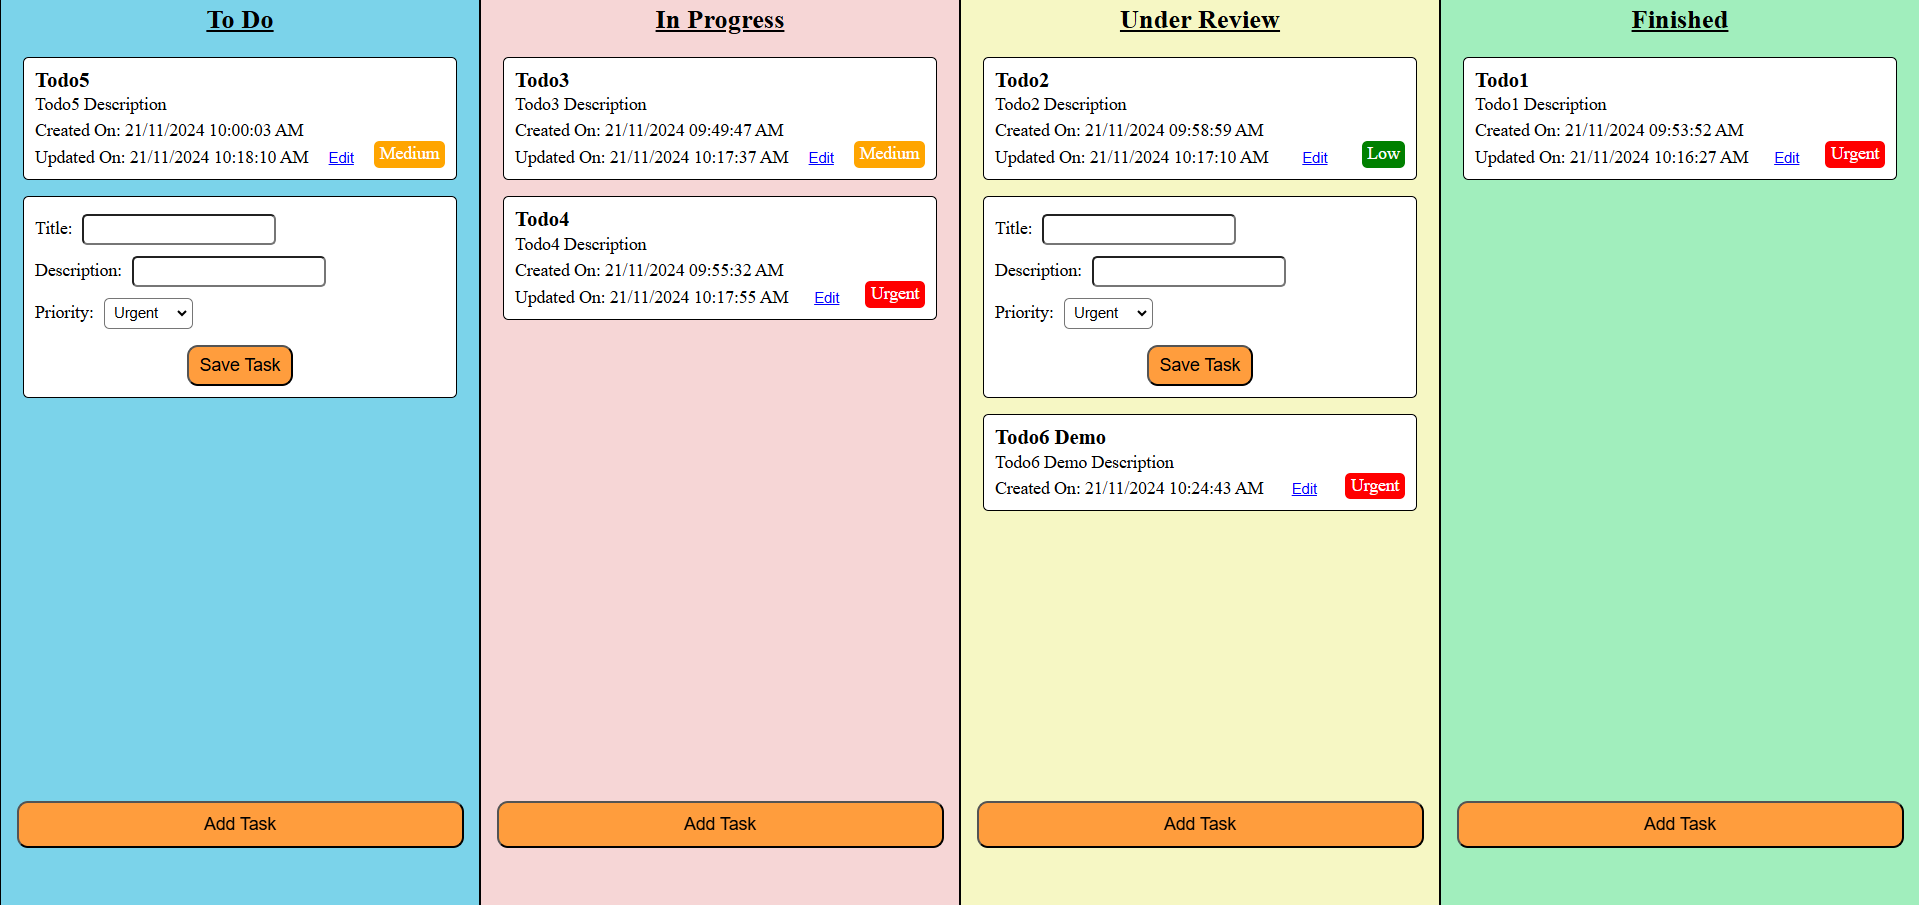 To Do
Todo5
Todo5 Description
Created On: 21/11/2024 10:00:03 AM
Updated On: 21/11/2024 10:18:10 AM Edit Medium
Title:
Description:
Priority: Urgent
Save Task
Add Task
In Progress
Todo3
Todo3 Description
Created On: 21/11/2024 09:49:47 AM
Updated On: 21/11/2024 10:17:37 AM Edit Medium
Todo4
Todo4 Description
Created On: 21/11/2024 09:55:32 AM
Updated On: 21/11/2024 10:17:55 AM Edit Urgent
Add Task
Under Review
Todo2
Todo2 Description
Created On: 21/11/2024 09:58:59 AM
Updated On: 21/11/2024 10:17:10 AM Edit Low
Title:
Description:
Priority: Urgent
Save Task
Todo6 Demo
Todo6 Demo Description
Created On: 21/11/2024 10:24:43 AM Edit Urgent
Add Task
Finished
Todo1
Todo1 Description
Created On: 21/11/2024 09:53:52 AM
Updated On: 21/11/2024 10:16:27 AM Edit Urgent
Add Task